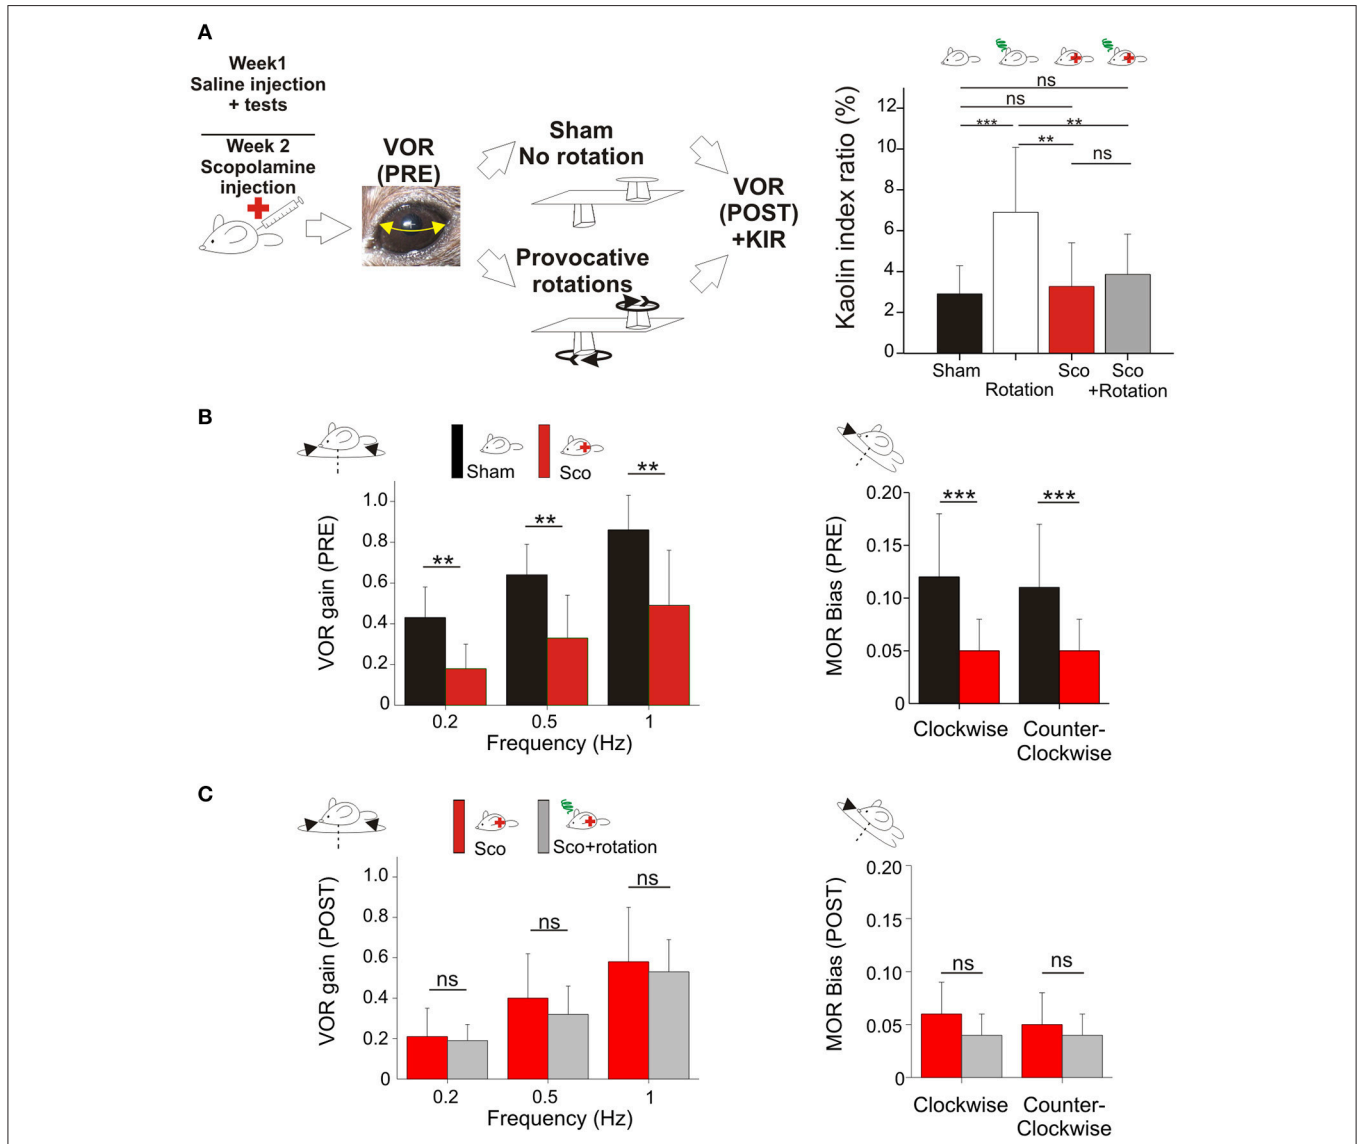 A
Week1
Saline injection
+ tests
Week 2
Scopolamine
injection
VOR
(PRE)
Sham
No rotation
Provocative
rotations
VOR
(POST)
+KIR
Kaolin index ratio (%)
12
10
8
6
4
2
0
ns
ns
***
**
**
ns
Sham
Rotation
Sco
Sco
+Rotation
B
Sham
Sco
VOR gain (PRE)
1.0
0.8
0.6
0.4
0.2
0
**
**
**
0.2
0.5
1
Frequency (Hz)
MOR Bias (PRE)
0.20
0.15
0.10
0.05
0
***
***
Clockwise
Counter-
Clockwise
C
Sco
Sco+rotation
VOR gain (POST)
1.0
0.8
0.6
0.4
0.2
0
ns
ns
ns
0.2
0.5
1
Frequency (Hz)
MOR Bias (POST)
0.20
0.15
0.10
0.05
0
ns
ns
Clockwise
Counter-
Clockwise